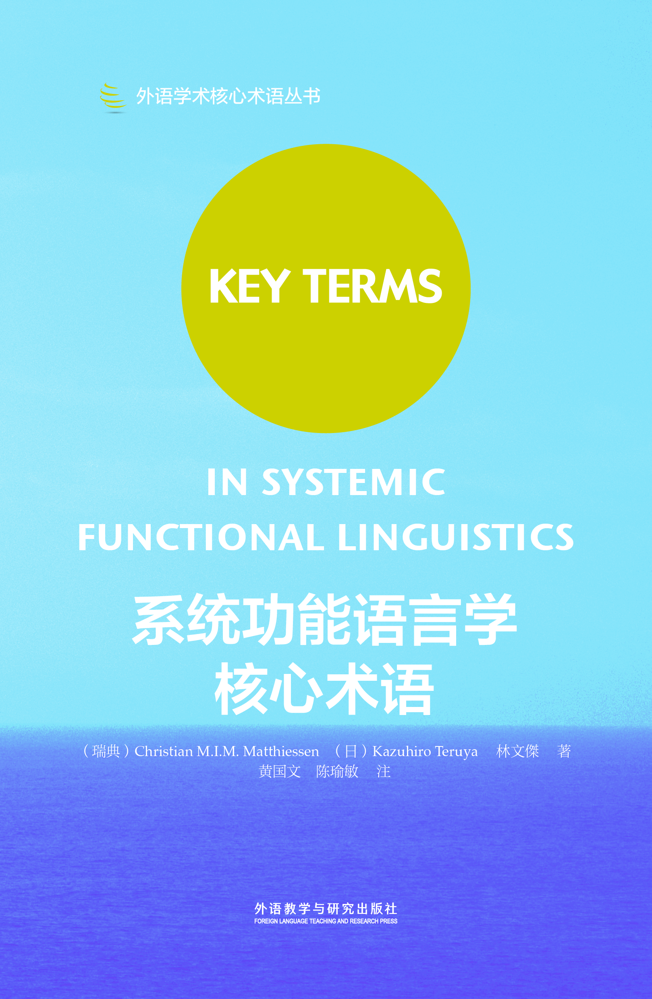 外语学术核心术语丛书
KEY TERMS
IN SYSTEMIC
FUNCTIONAL LINGUISTICS
系统功能语言学
核心术语
（瑞典）Christian M.I.M. Matthiessen （日）Kazuhiro Teruya 林文傑 著
黄国文 陈瑜敏 注
外语教学与研究出版社
FOREIGN LANGUAGE TEACHING AND RESEARCH PRESS